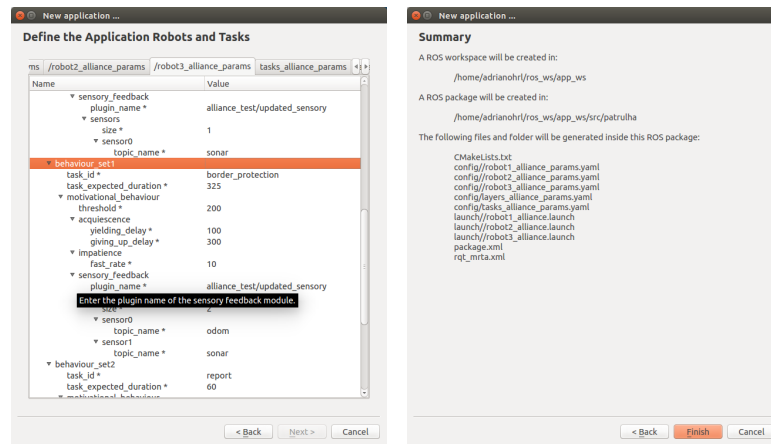 New application ...
Define the Application Robots and Tasks
ms /robot2_alliance_params /robot3_alliance_params tasks_alliance_params
Name Value
sensory_feedback
plugin_name * alliance_test/updated_sensory
sensors
size * 1
sensor0
topic_name * sonar
behaviour_set1
task_id * border_protection
task_expected_duration * 325
motivational_behaviour
threshold * 200
acquiescence
yielding_delay * 100
giving_up_delay * 300
impatience
fast_rate * 10
sensory_feedback
plugin_name * alliance_test/updated_sensory
Enter the plugin name of the sensory feedback module.
size * 2
sensor0
topic_name * odom
sensor1
topic_name * sonar
behaviour_set2
task_id * report
task_expected_duration * 60
motivational_behaviour
< Back Next > Cancel
New application ...
Summary
A ROS workspace will be created in:
/home/adrianohrl/ros_ws/app_ws
A ROS package will be created in:
/home/adrianohrl/ros_ws/app_ws/src/patrulha
The following files and folder will be generated inside this ROS package:
CMakeLists.txt
config//robot1_alliance_params.yaml
config//robot2_alliance_params.yaml
config//robot3_alliance_params.yaml
config/layers_alliance_params.yaml
config/tasks_alliance_params.yaml
launch//robot1_alliance.launch
launch//robot2_alliance.launch
launch//robot3_alliance.launch
package.xml
rqt_mrta.xml
< Back Finish Cancel